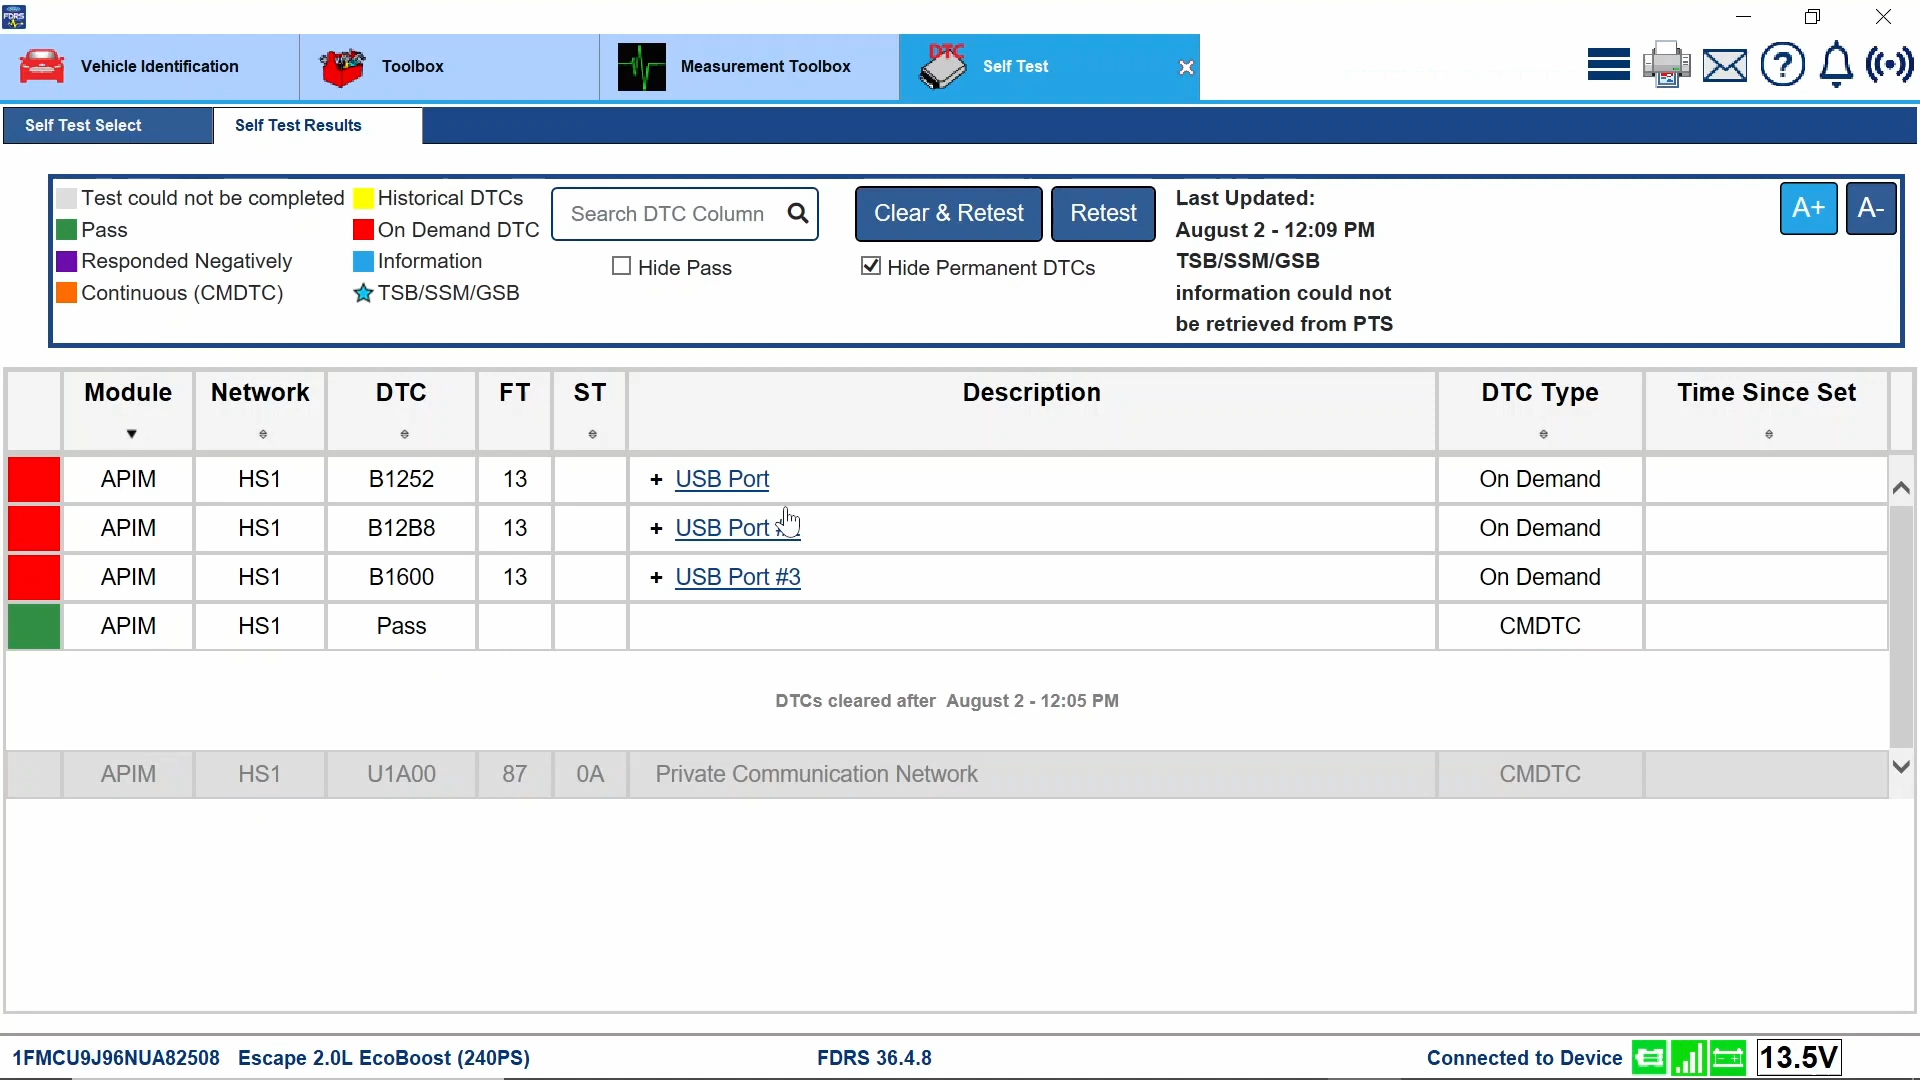 FDRS
Vehicle Identification
Toolbox
Measurement Toolbox
DTC
Self Test
Self Test Select
Self Test Results
Test could not be completed
Historical DTCs
Pass
On Demand DTC
Responded Negatively
Information
Continuous (CMDTC)
TSB/SSM/GSB
Search DTC Column
Hide Pass
Clear & Retest
Retest
Hide Permanent DTCs
Last Updated:
August 2 - 12:09 PM
TSB/SSM/GSB
information could not
be retrieved from PTS
A+ A-
Module Network DTC FT ST Description DTC Type Time Since Set
APIM HS1 B1252 13 + USB Port On Demand
APIM HS1 B12B8 13 + USB Port On Demand
APIM HS1 B1600 13 + USB Port #3 On Demand
APIM HS1 Pass CMDTC
DTCs cleared after August 2 - 12:05 PM
APIM HS1 U1A00 87 0A Private Communication Network CMDTC
1FMCU9J96NUA82508 Escape 2.0L EcoBoost (240PS) FDRS 36.4.8 Connected to Device 13.5V